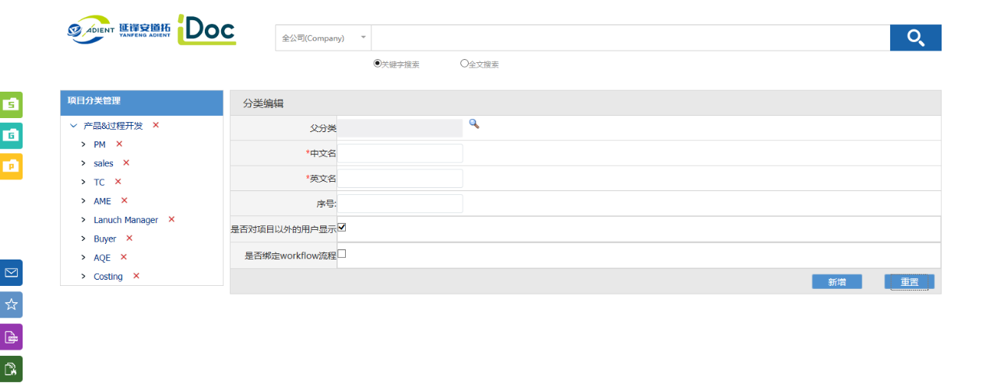 ADIENT 延锋安道拓
YANFENG ADIENT
iDoc
全公司(Company)
关键字搜索 全文搜索
项目分类管理
产品&过程开发
PM
sales
TC
AME
Lanuch Manager
Buyer
AQE
Costing
分类编辑
父分类
*中文名
*英文名
序号:
是否对项目以外的用户显示
是否绑定workflow流程
新增 重置
S
G
P